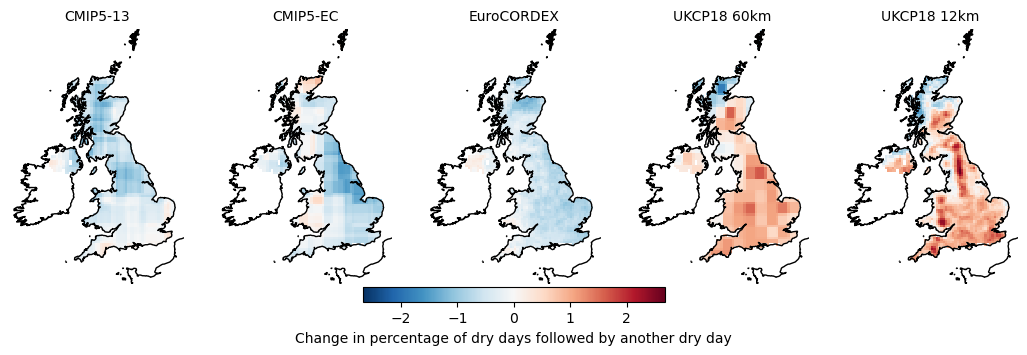 CMIP5-13 CMIP5-EC EuroCORDEX UKCP18 60km UKCP18 12km
−2 −1 0 1 2
Change in percentage of dry days followed by another dry day